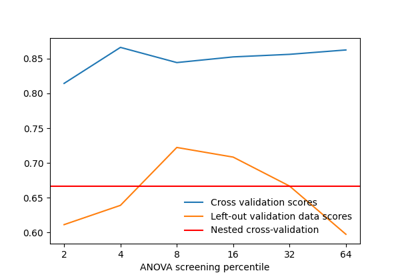 0.85
0.80
0.75
0.70
0.65
0.60
Cross validation scores
Left-out validation data scores
Nested cross-validation
2 4 8 16 32 64
ANOVA screening percentile